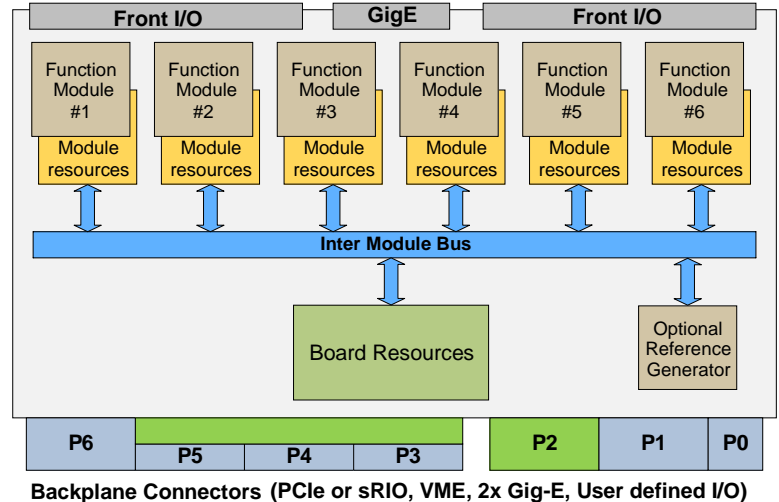 Front I/O
GigE
Front I/O
Function
Module
#1
Function
Module
#2
Function
Module
#3
Function
Module
#4
Function
Module
#5
Function
Module
#6
Module
resources
Module
resources
Module
resources
Module
resources
Module
resources
Module
resources
Inter Module Bus
Board Resources
Optional
Reference
Generator
P6
P5
P4
P3
P2
P1
P0
Backplane Connectors (PCIe or sRIO, VME, 2x Gig-E, User defined I/O)